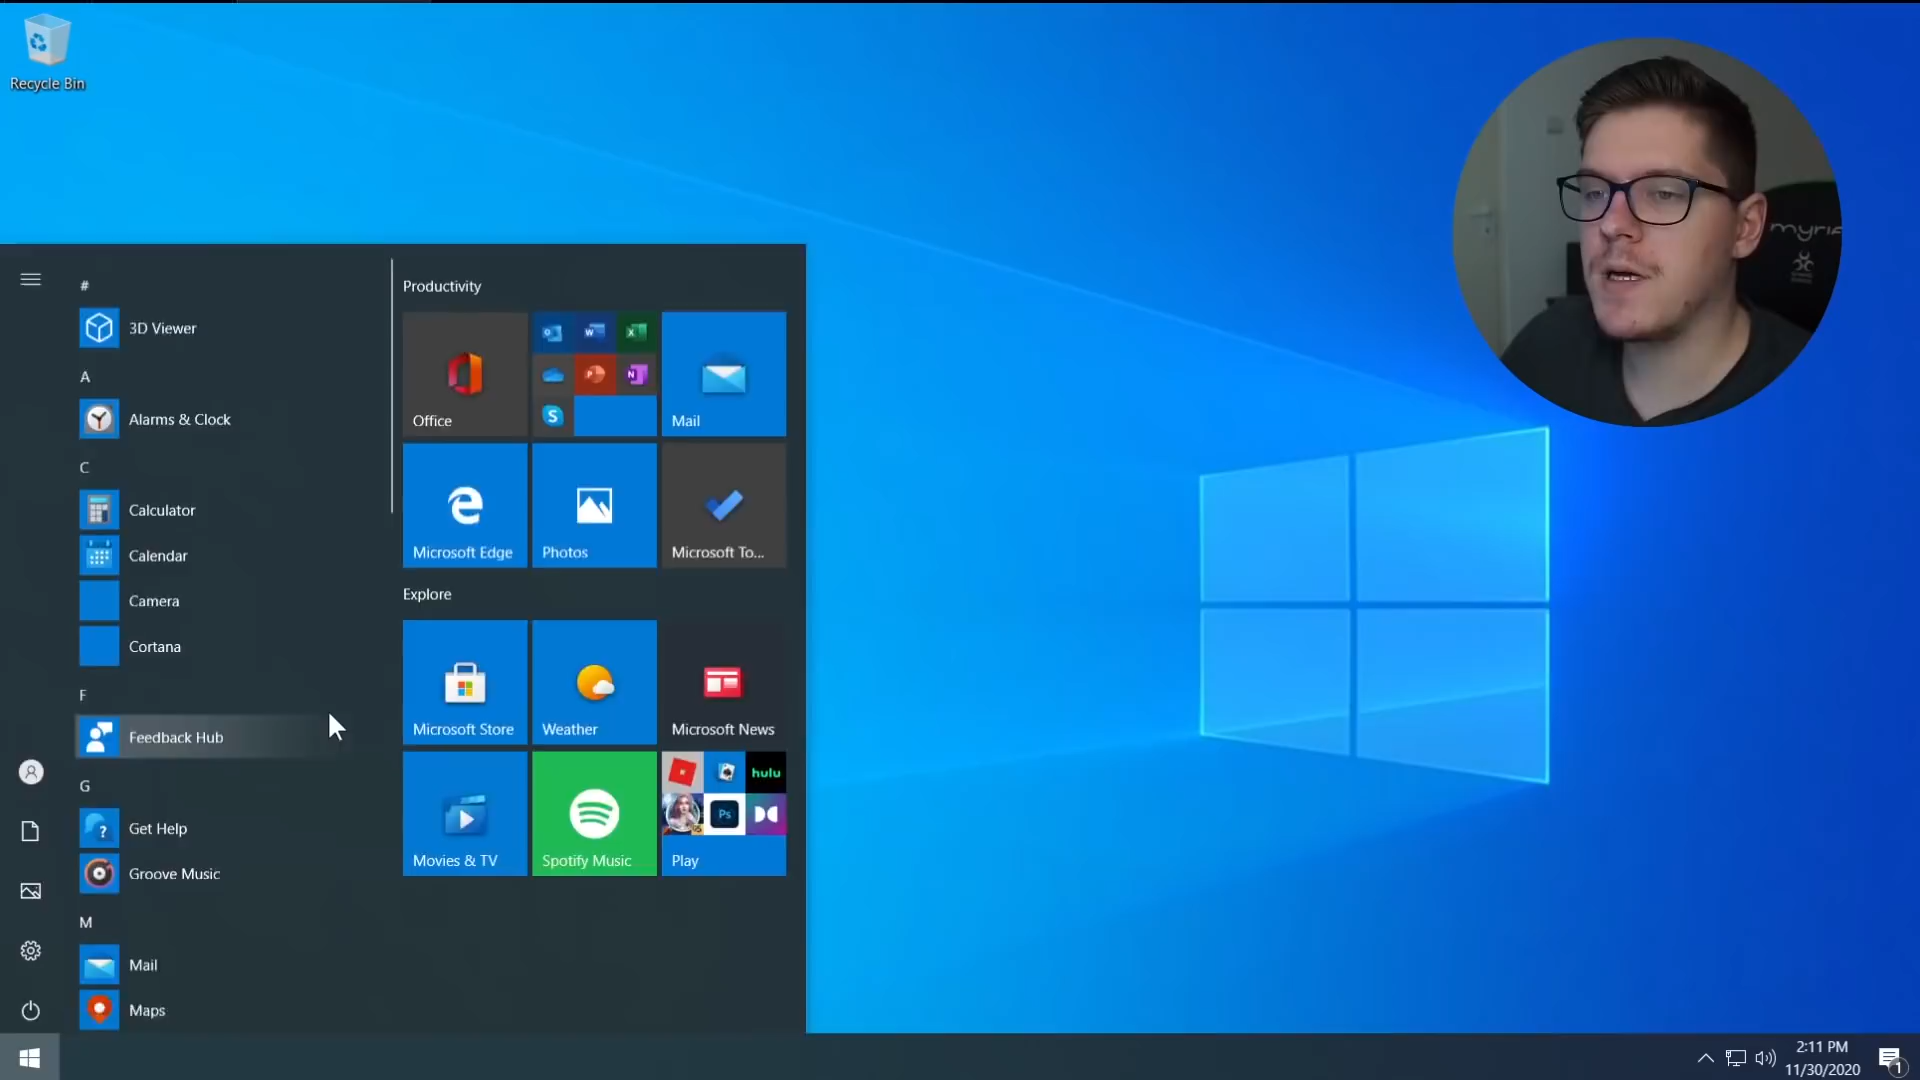 Recycle Bin
#
3D Viewer
A
Alarms & Clock
C
Calculator
Calendar
Camera
Cortana
F
Feedback Hub
G
Get Help
Groove Music
M
Mail
Maps
Productivity
Office
Mail
Microsoft Edge
Photos
Microsoft To...
Explore
Microsoft Store
Weather
Microsoft News
Movies & TV
Spotify Music
hulu
Ps
Play
2:11 PM
11/30/2020
1